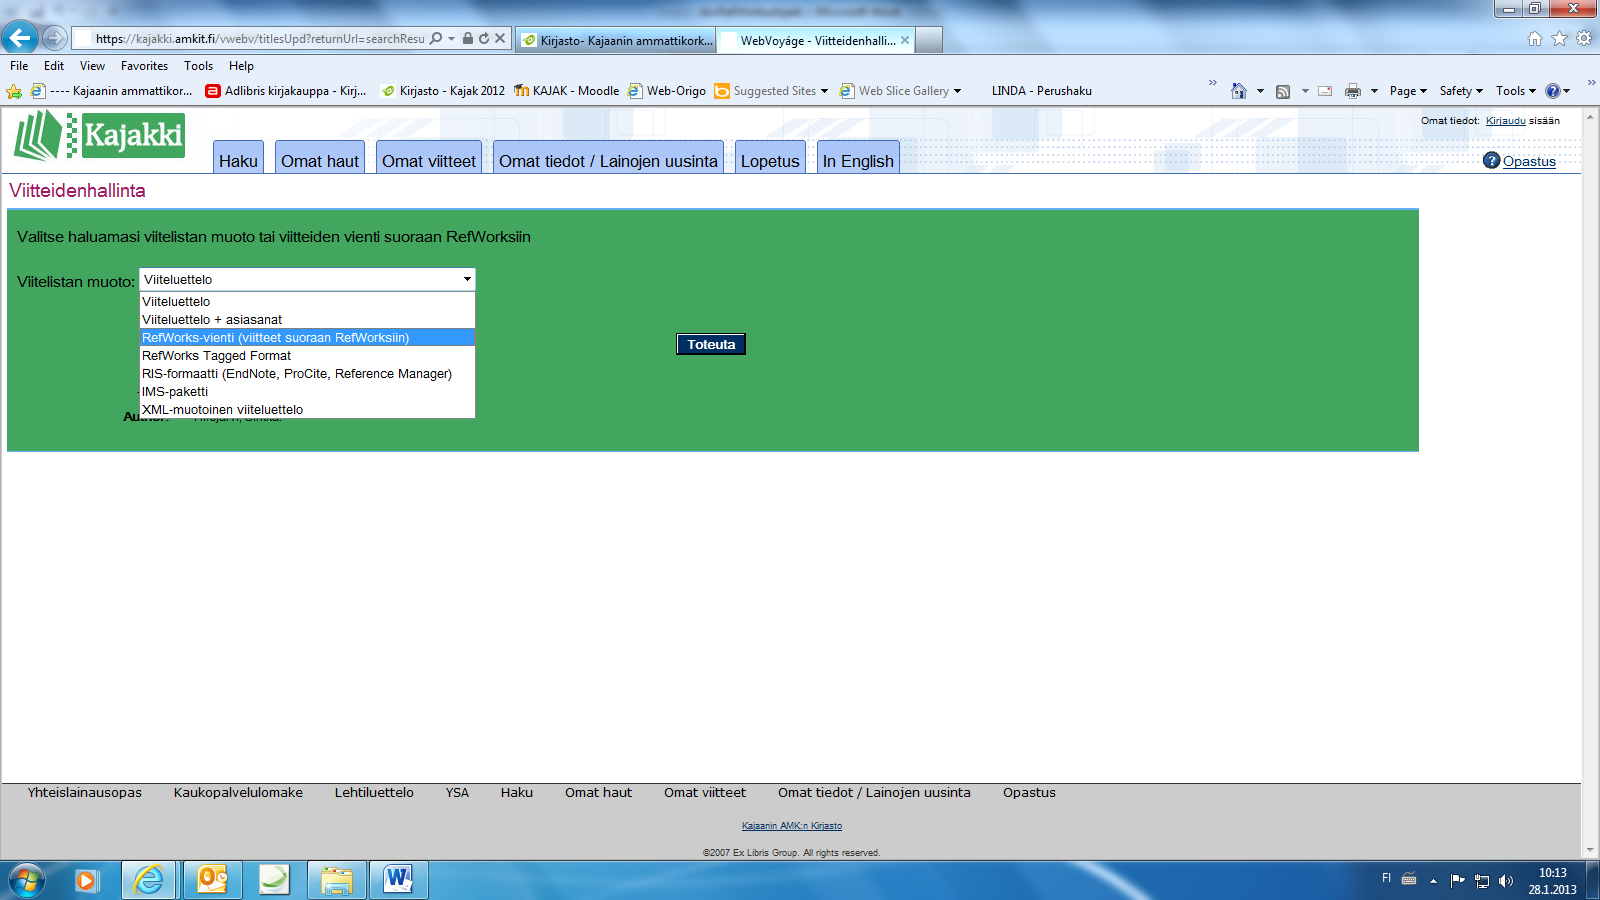 https://kajakki.amkit.fi/vwebv/titlesUpd?returnUrl=searchResu
Kirjasto- Kajaanin ammattikork...
WebVoyáge - Viitteidenhalli...
File Edit View Favorites Tools Help
---- Kajaanin ammattikor... Adlibris kirjakauppa - Kirj... Kirjasto - Kajak 2012 KAJAK - Moodle Web-Origo Suggested Sites Web Slice Gallery LINDA - Perushaku Page Safety Tools
Omat tiedot: Kirjaudu sisään
Kajakki
Haku Omat haut Omat viitteet Omat tiedot / Lainojen uusinta Lopetus In English
Opastus
Viitteidenhallinta
Valitse haluamasi viitelistan muoto tai viitteiden vienti suoraan RefWorksiin
Viitelistan muoto: Viiteluettelo
Viiteluettelo
Viiteluettelo + asiasanat
RefWorks-vienti (viitteet suoraan RefWorksiin)
Toteuta
RefWorks Tagged Format
RIS-formaatti (EndNote, ProCite, Reference Manager)
IMS-paketti
XML-muotoinen viiteluettelo
Yhteislainausopas Kaukopalvelulomake Lehtiluettelo YSA Haku Omat haut Omat viitteet Omat tiedot / Lainojen uusinta Opastus
Kajaanin AMK:n Kirjasto
©2007 Ex Libris Group. All rights reserved.
FI
10:13
28.1.2013